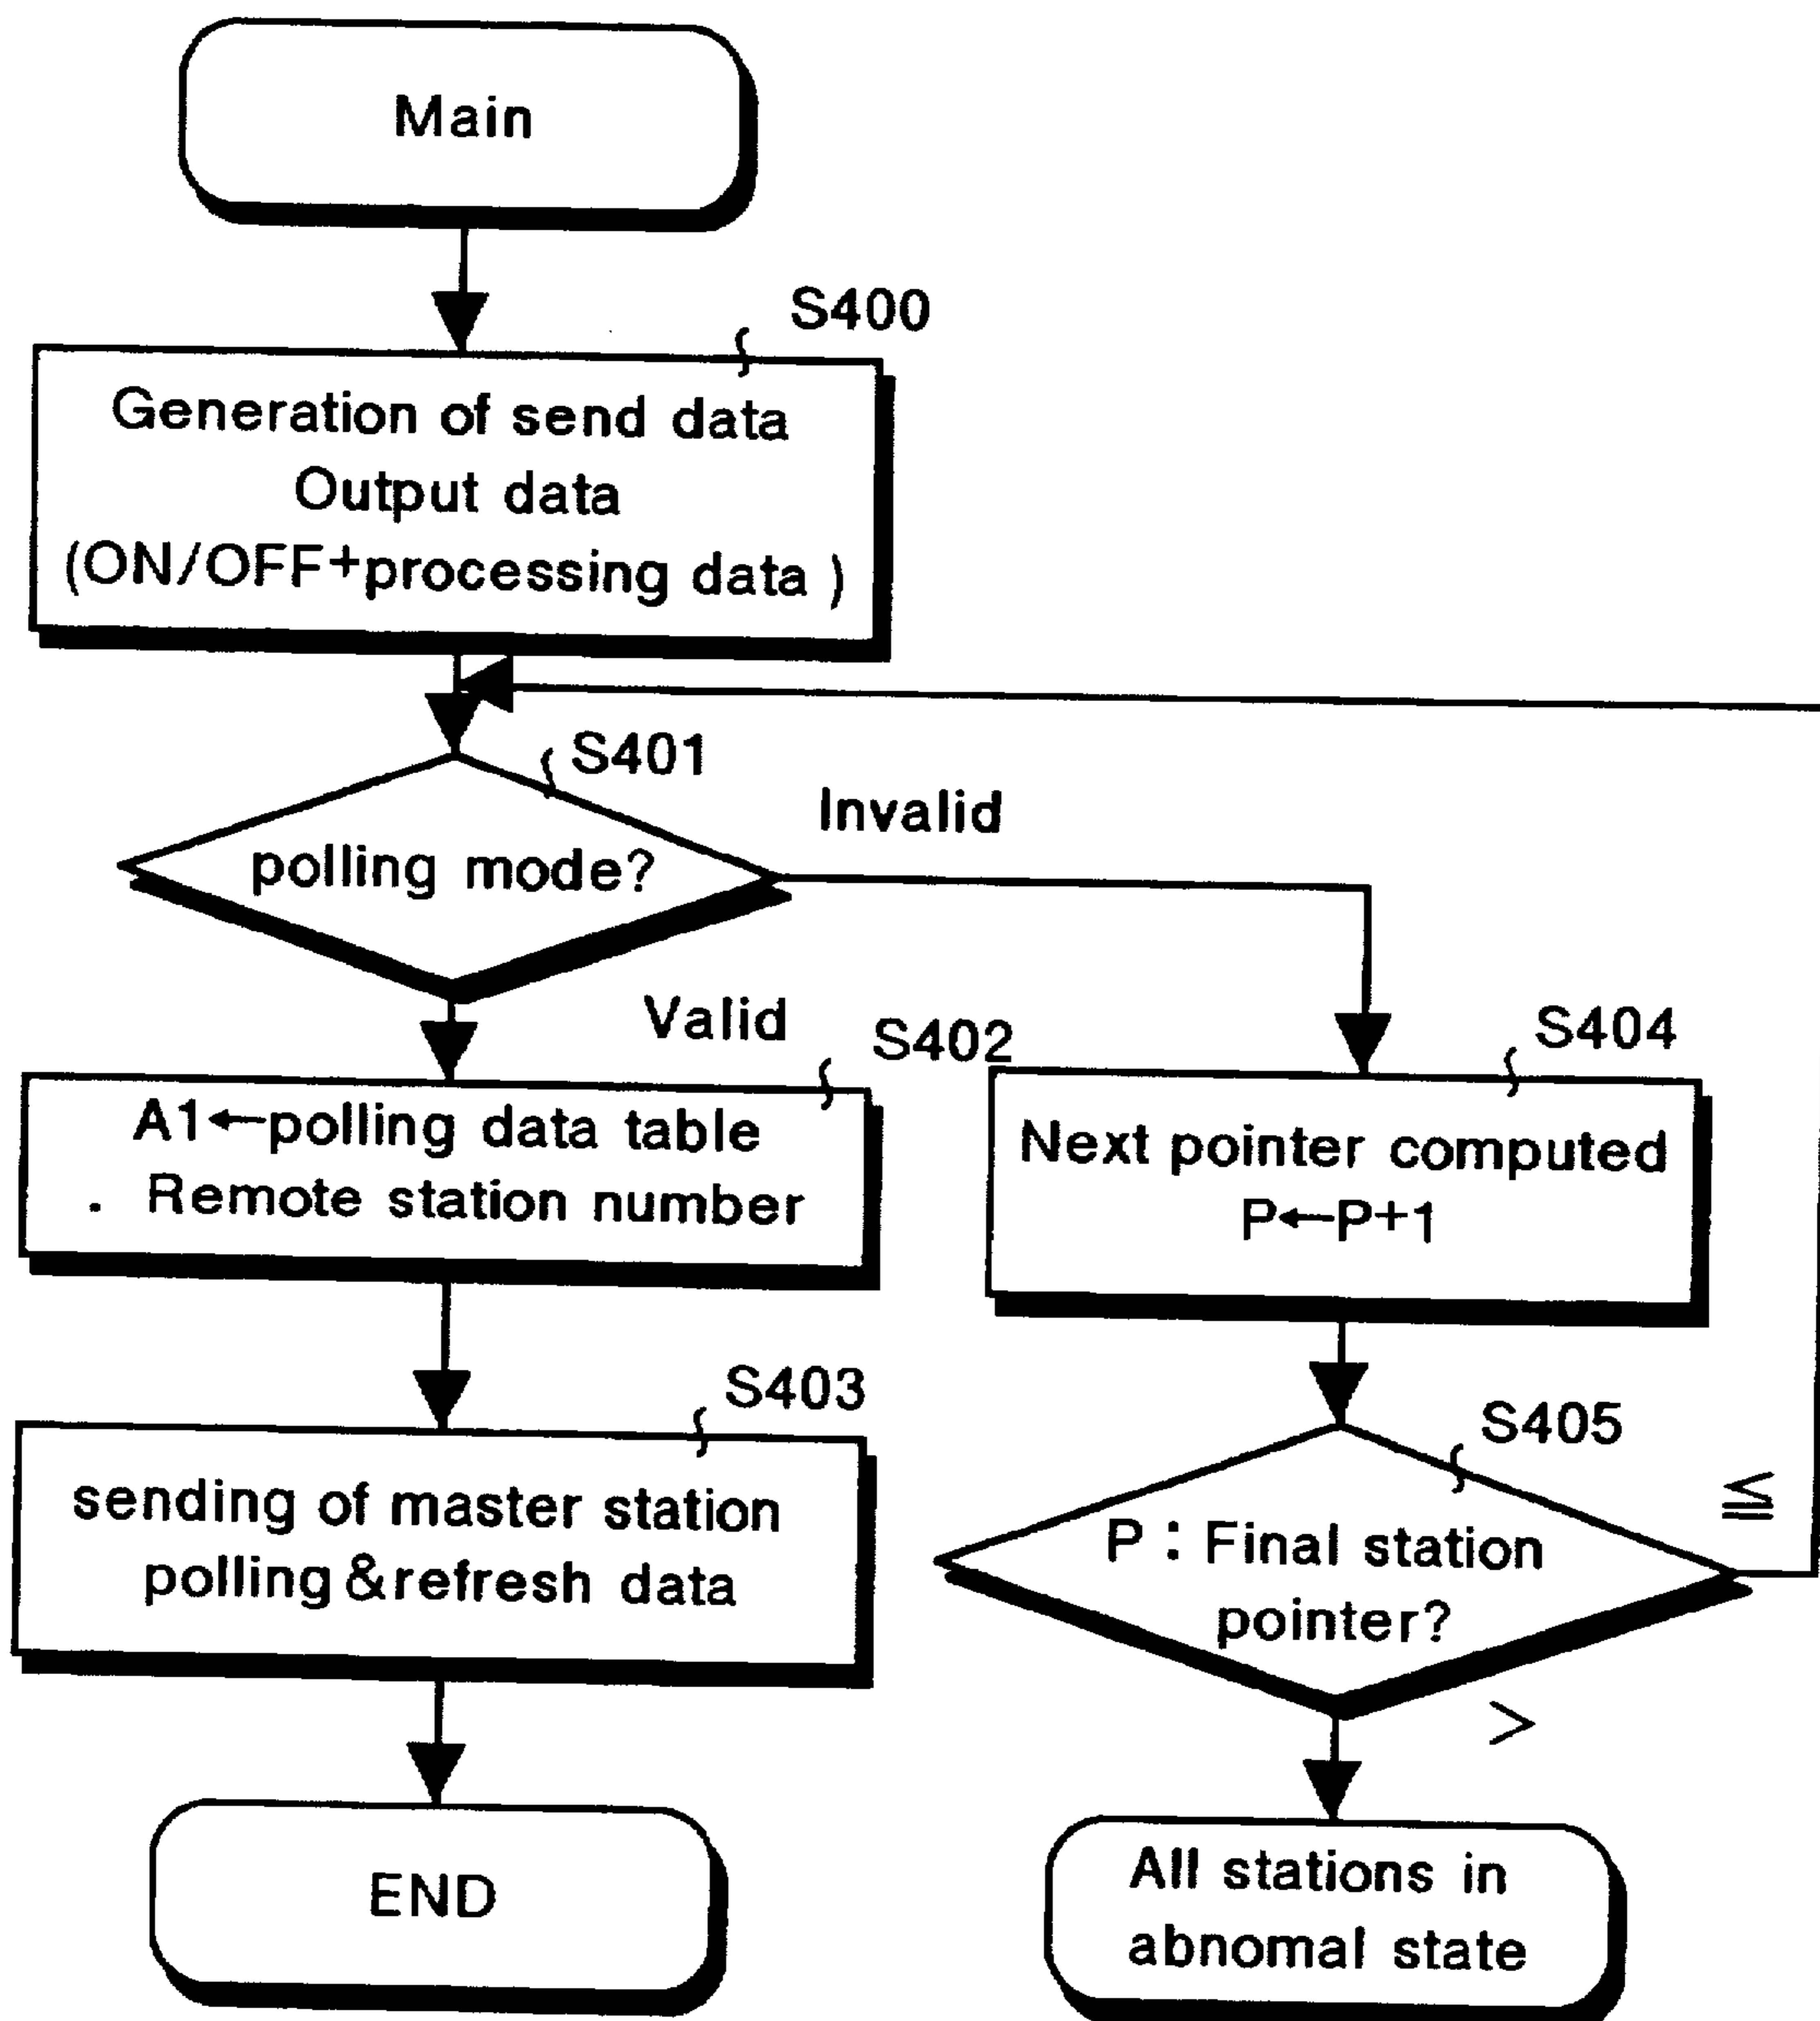 Main
S400
Generation of send data
Output data
(ON/OFF+processing data )
S401
polling mode?
Invalid
Valid
S402
A1←polling data table
. Remote station number
S403
sending of master station
polling&refresh data
END
S404
Next pointer computed
P←P+1
S405
P : Final station
pointer?
≦
>
All stations in
abnomal state